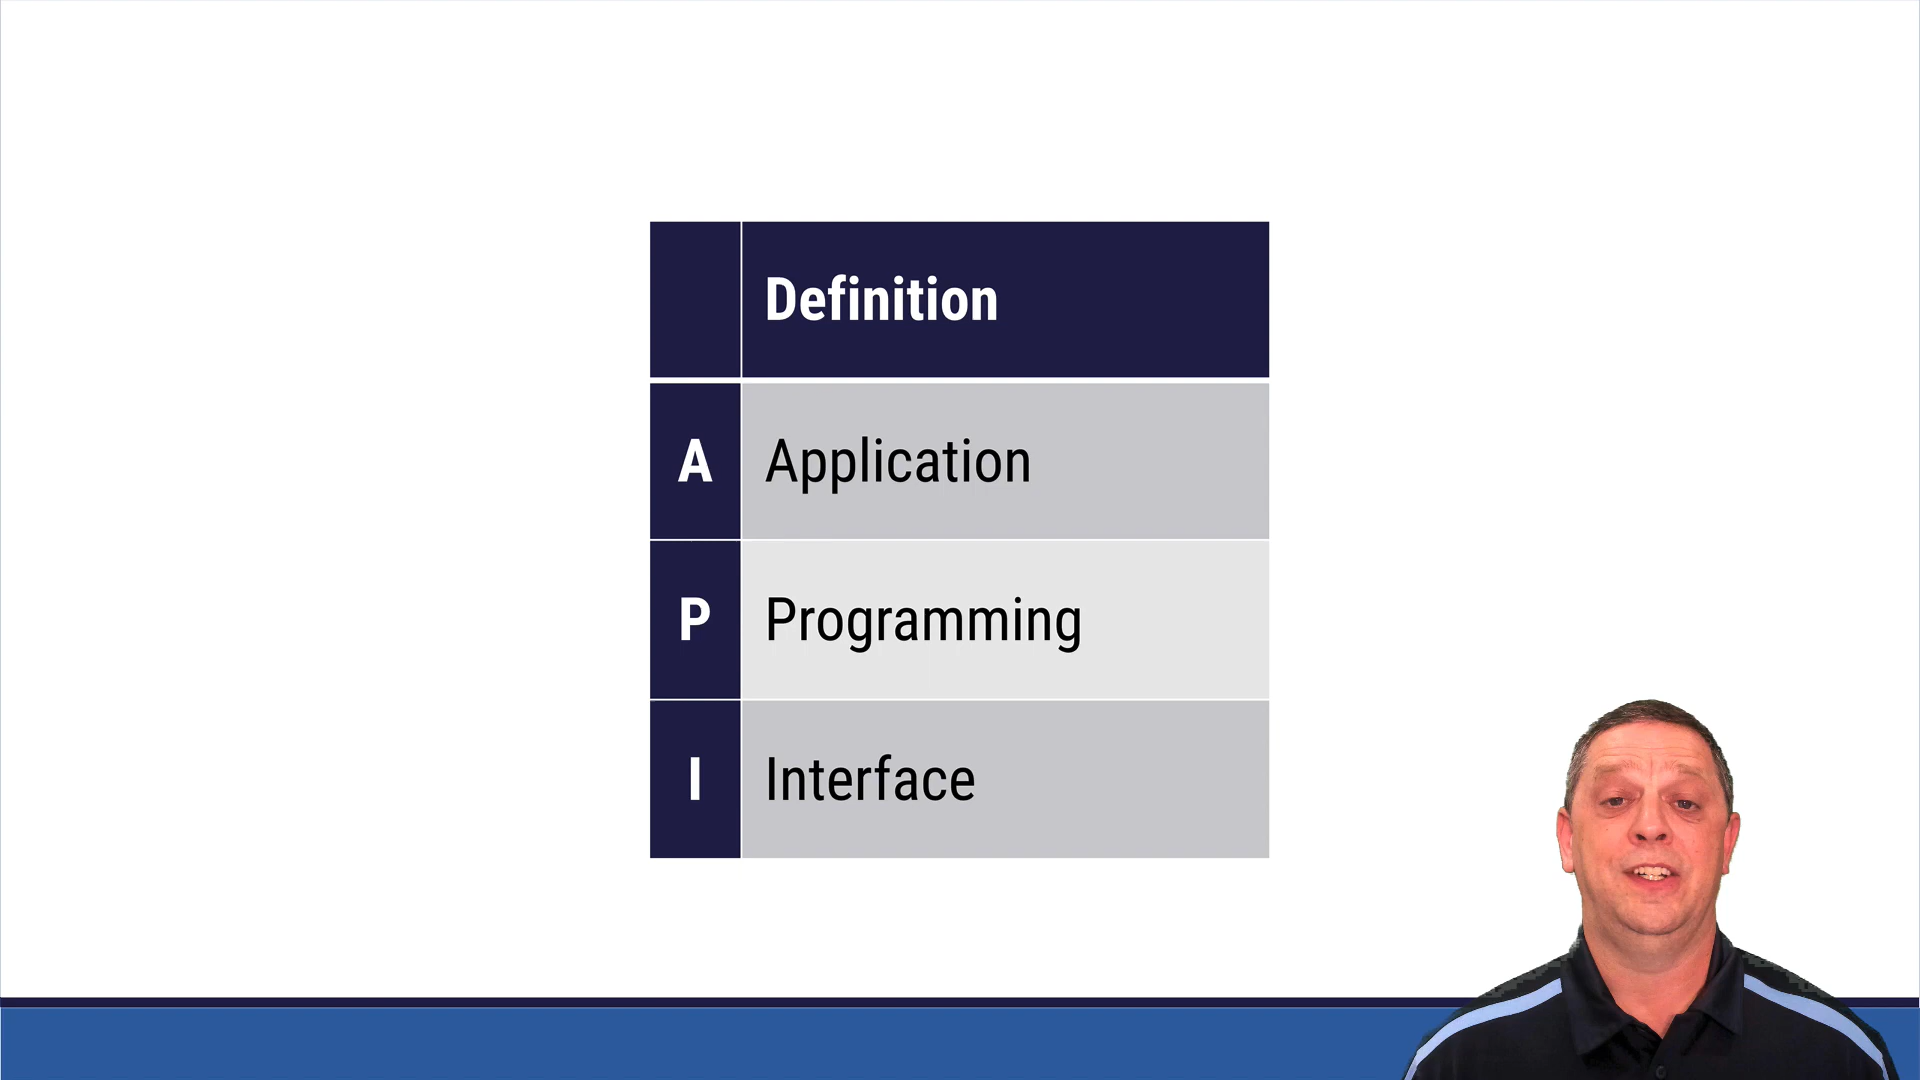 Definition
A Application
P Programming
I Interface